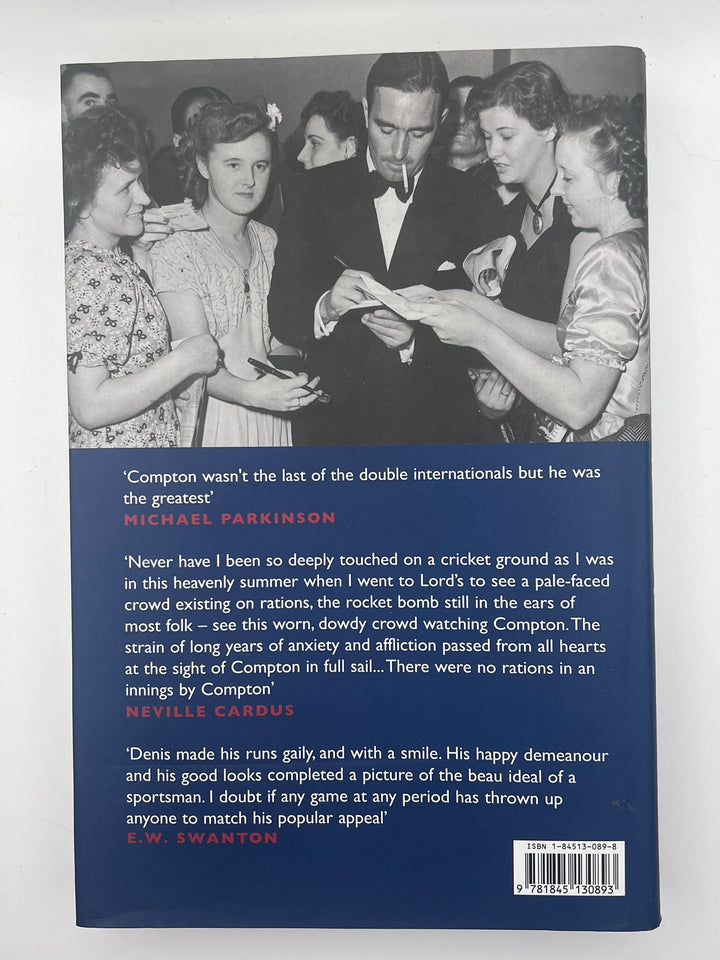 ‘Compton wasn't the last of the double internationals but he was
the greatest’
MICHAEL PARKINSON
‘Never have I been so deeply touched on a cricket ground as I was
in this heavenly summer when I went to Lord’s to see a pale-faced
crowd existing on rations, the rocket bomb still in the ears of
most folk – see this worn, dowdy crowd watching Compton. The
strain of long years of anxiety and affliction passed from all hearts
at the sight of Compton in full sail... There were no rations in an
innings by Compton’
NEVILLE CARDUS
‘Denis made his runs gaily, and with a smile. His happy demeanour
and his good looks completed a picture of the beau ideal of a
sportsman. I doubt if any game at any period has thrown up
anyone to match his popular appeal’
E.W. SWANTON
ISBN 1-84513-089-8
9 781845 130893